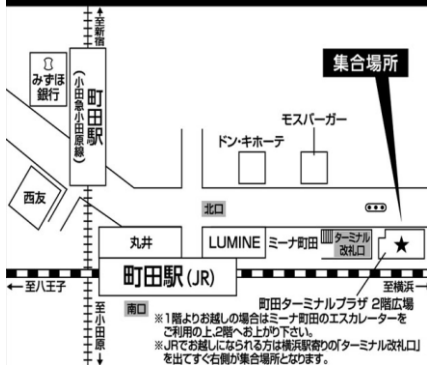 至新宿
みずほ
銀行
町田駅
(小田急小田原線)
集合場所
モスバーガー
ドン・キホーテ
西友
北口
丸井
LUMINE
ミーナ町田
ターミナル
改札口
町田駅(JR)
至八王子
至横浜
南口
至小田原
町田ターミナルプラザ 2階広場
※1階よりお越しの場合はミーナ町田のエスカレーターを
ご利用の上、2階へお上がり下さい。
※JRでお越しになられる方は横浜駅寄りの「ターミナル改札口」
を出てすぐ右側が集合場所となります。